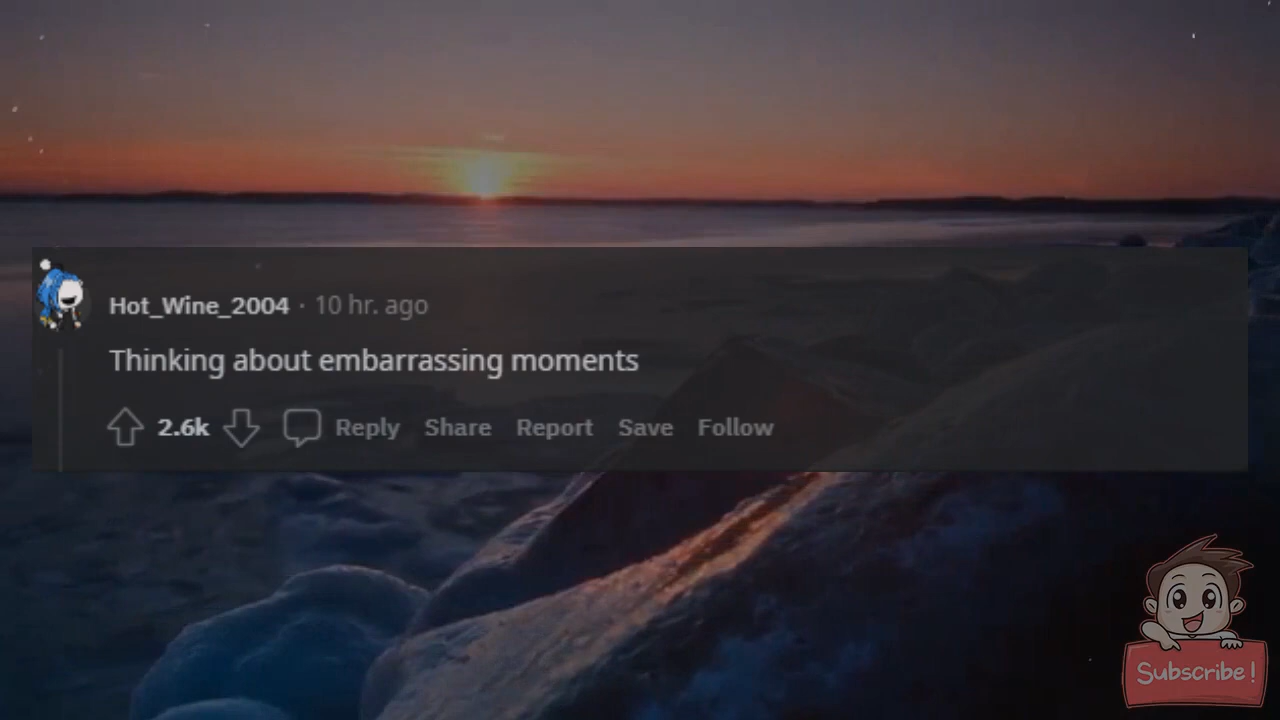 Hot_Wine_2004 · 10 hr. ago
Thinking about embarrassing moments
2.6k Reply Share Report Save Follow
Subscribe!